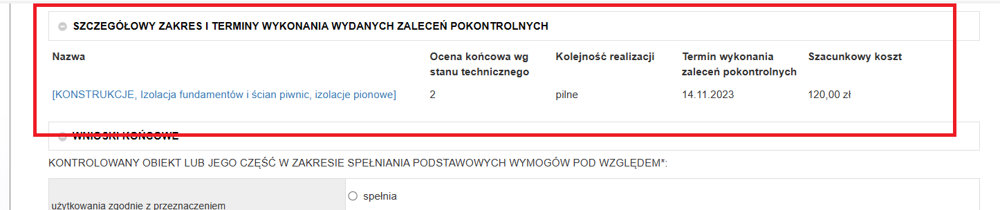 SZCZEGÓŁOWY ZAKRES I TERMINY WYKONANIA WYDANYCH ZALECEŃ POKONTROLNYCH
Nazwa Ocena końcowa wg stanu technicznego Kolejność realizacji Termin wykonania zaleceń pokontrolnych Szacunkowy koszt
[KONSTRUKCJE, Izolacja fundamentów i ścian piwnic, izolacje pionowe] 2 pilne 14.11.2023 120,00 zł
WNIOSKI KOŃCOWE
KONTROLOWANY OBIEKT LUB JEGO CZĘŚĆ W ZAKRESIE SPEŁNIANIA PODSTAWOWYCH WYMOGÓW POD WZGLĘDEM*:
użytkowania zgodnie z przeznaczeniem spełnia